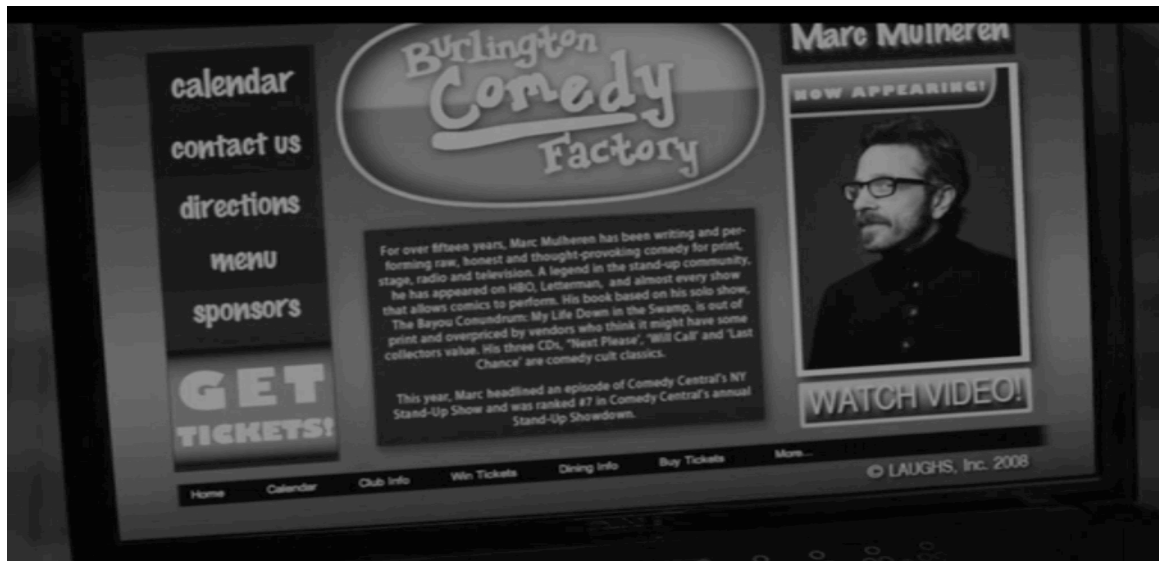 calendar
contact us
directions
menu
sponsors
GET
TICKETS!
Burlington
Comedy
Factory
For over fifteen years, Marc Mulheren has been writing and per-
forming raw, honest and thought-provoking comedy for print,
stage, radio and television. A legend in the stand-up community,
he has appeared on HBO, Letterman, and almost every show
that allows comics to perform. His book based on his solo show,
The Bayou Conundrum: My Life Down in the Swamp, is out of
print and overpriced by vendors who think it might have some
collectors value. His three CDs, "Next Please', 'Will Call' and 'Last
Chance' are comedy cult classics.
This year, Marc headlined an episode of Comedy Central's NY
Stand-Up Show and was ranked #7 in Comedy Central's annual
Stand-Up Showdown.
Marc Mulheren
NOW APPEARING!
WATCH VIDEO!
Home Calendar Club Info Win Tickets Dining Info Buy Tickets More...
© LAUGHS, Inc. 2008